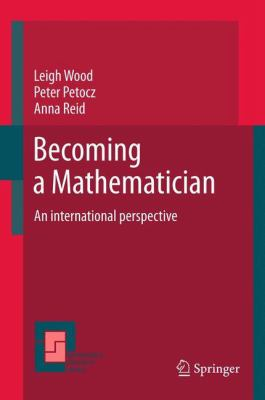 Leigh Wood
Peter Petocz
Anna Reid
Becoming
a Mathematician
An international perspective
Springer